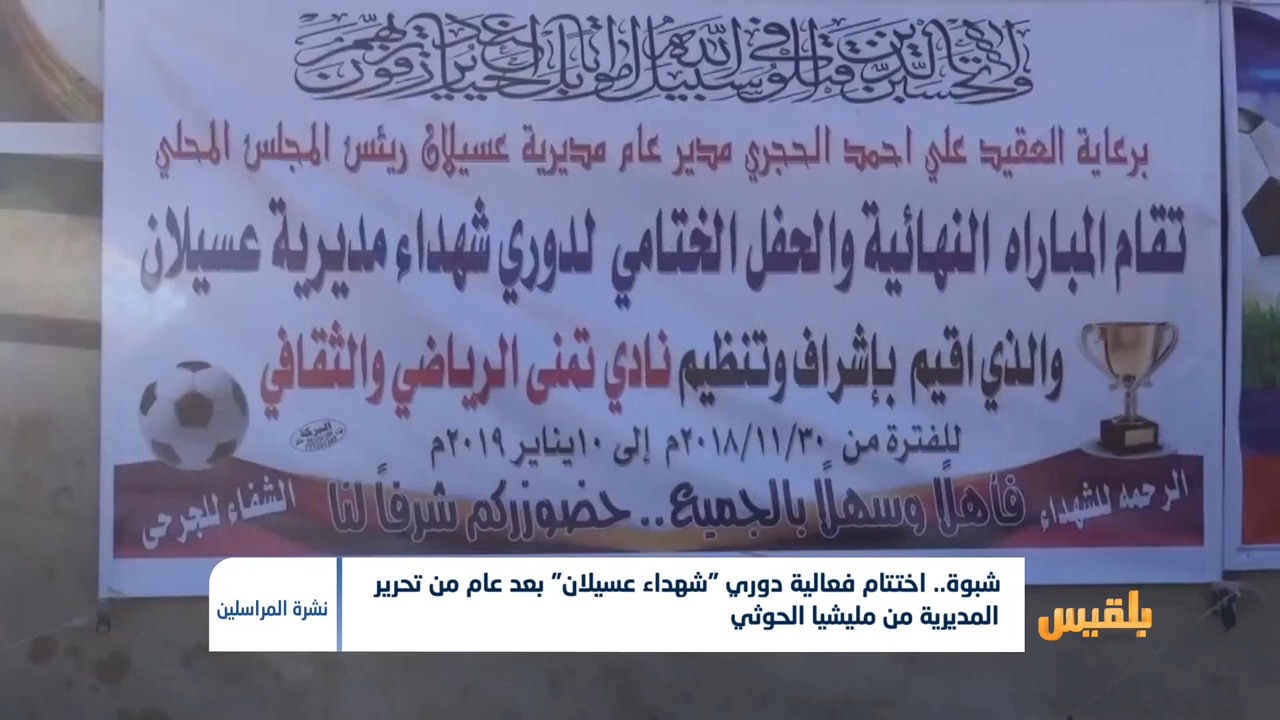 ولا تحسبن الذين قتلوا في سبيل الله أمواتا بل أحياء عند ربهم يرزقون
برعاية العقيد علي احمد الحجري مدير عام مديرية عسيلان رئس المجلس المحلي
تقام المباراه النهائية والحفل الختامي لدوري شهداء مديرية عسيلان
والذي اقيم بإشراف وتنظيم نادي تمنى الرياضي والثقافي
للفترة من ٢٠١٨/١١/٣٠م إلى ١٠يناير ٢٠١٩م
الرحمه للشهداء
فأهلاً وسهلاً بالجميع.. حضوزركم شرفاً لنا
الشفاء للجرحى
شبوة.. اختتام فعالية دوري "شهداء عسيلان" بعد عام من تحرير
المديرية من مليشيا الحوثي
نشرة المراسلين
بلقيس